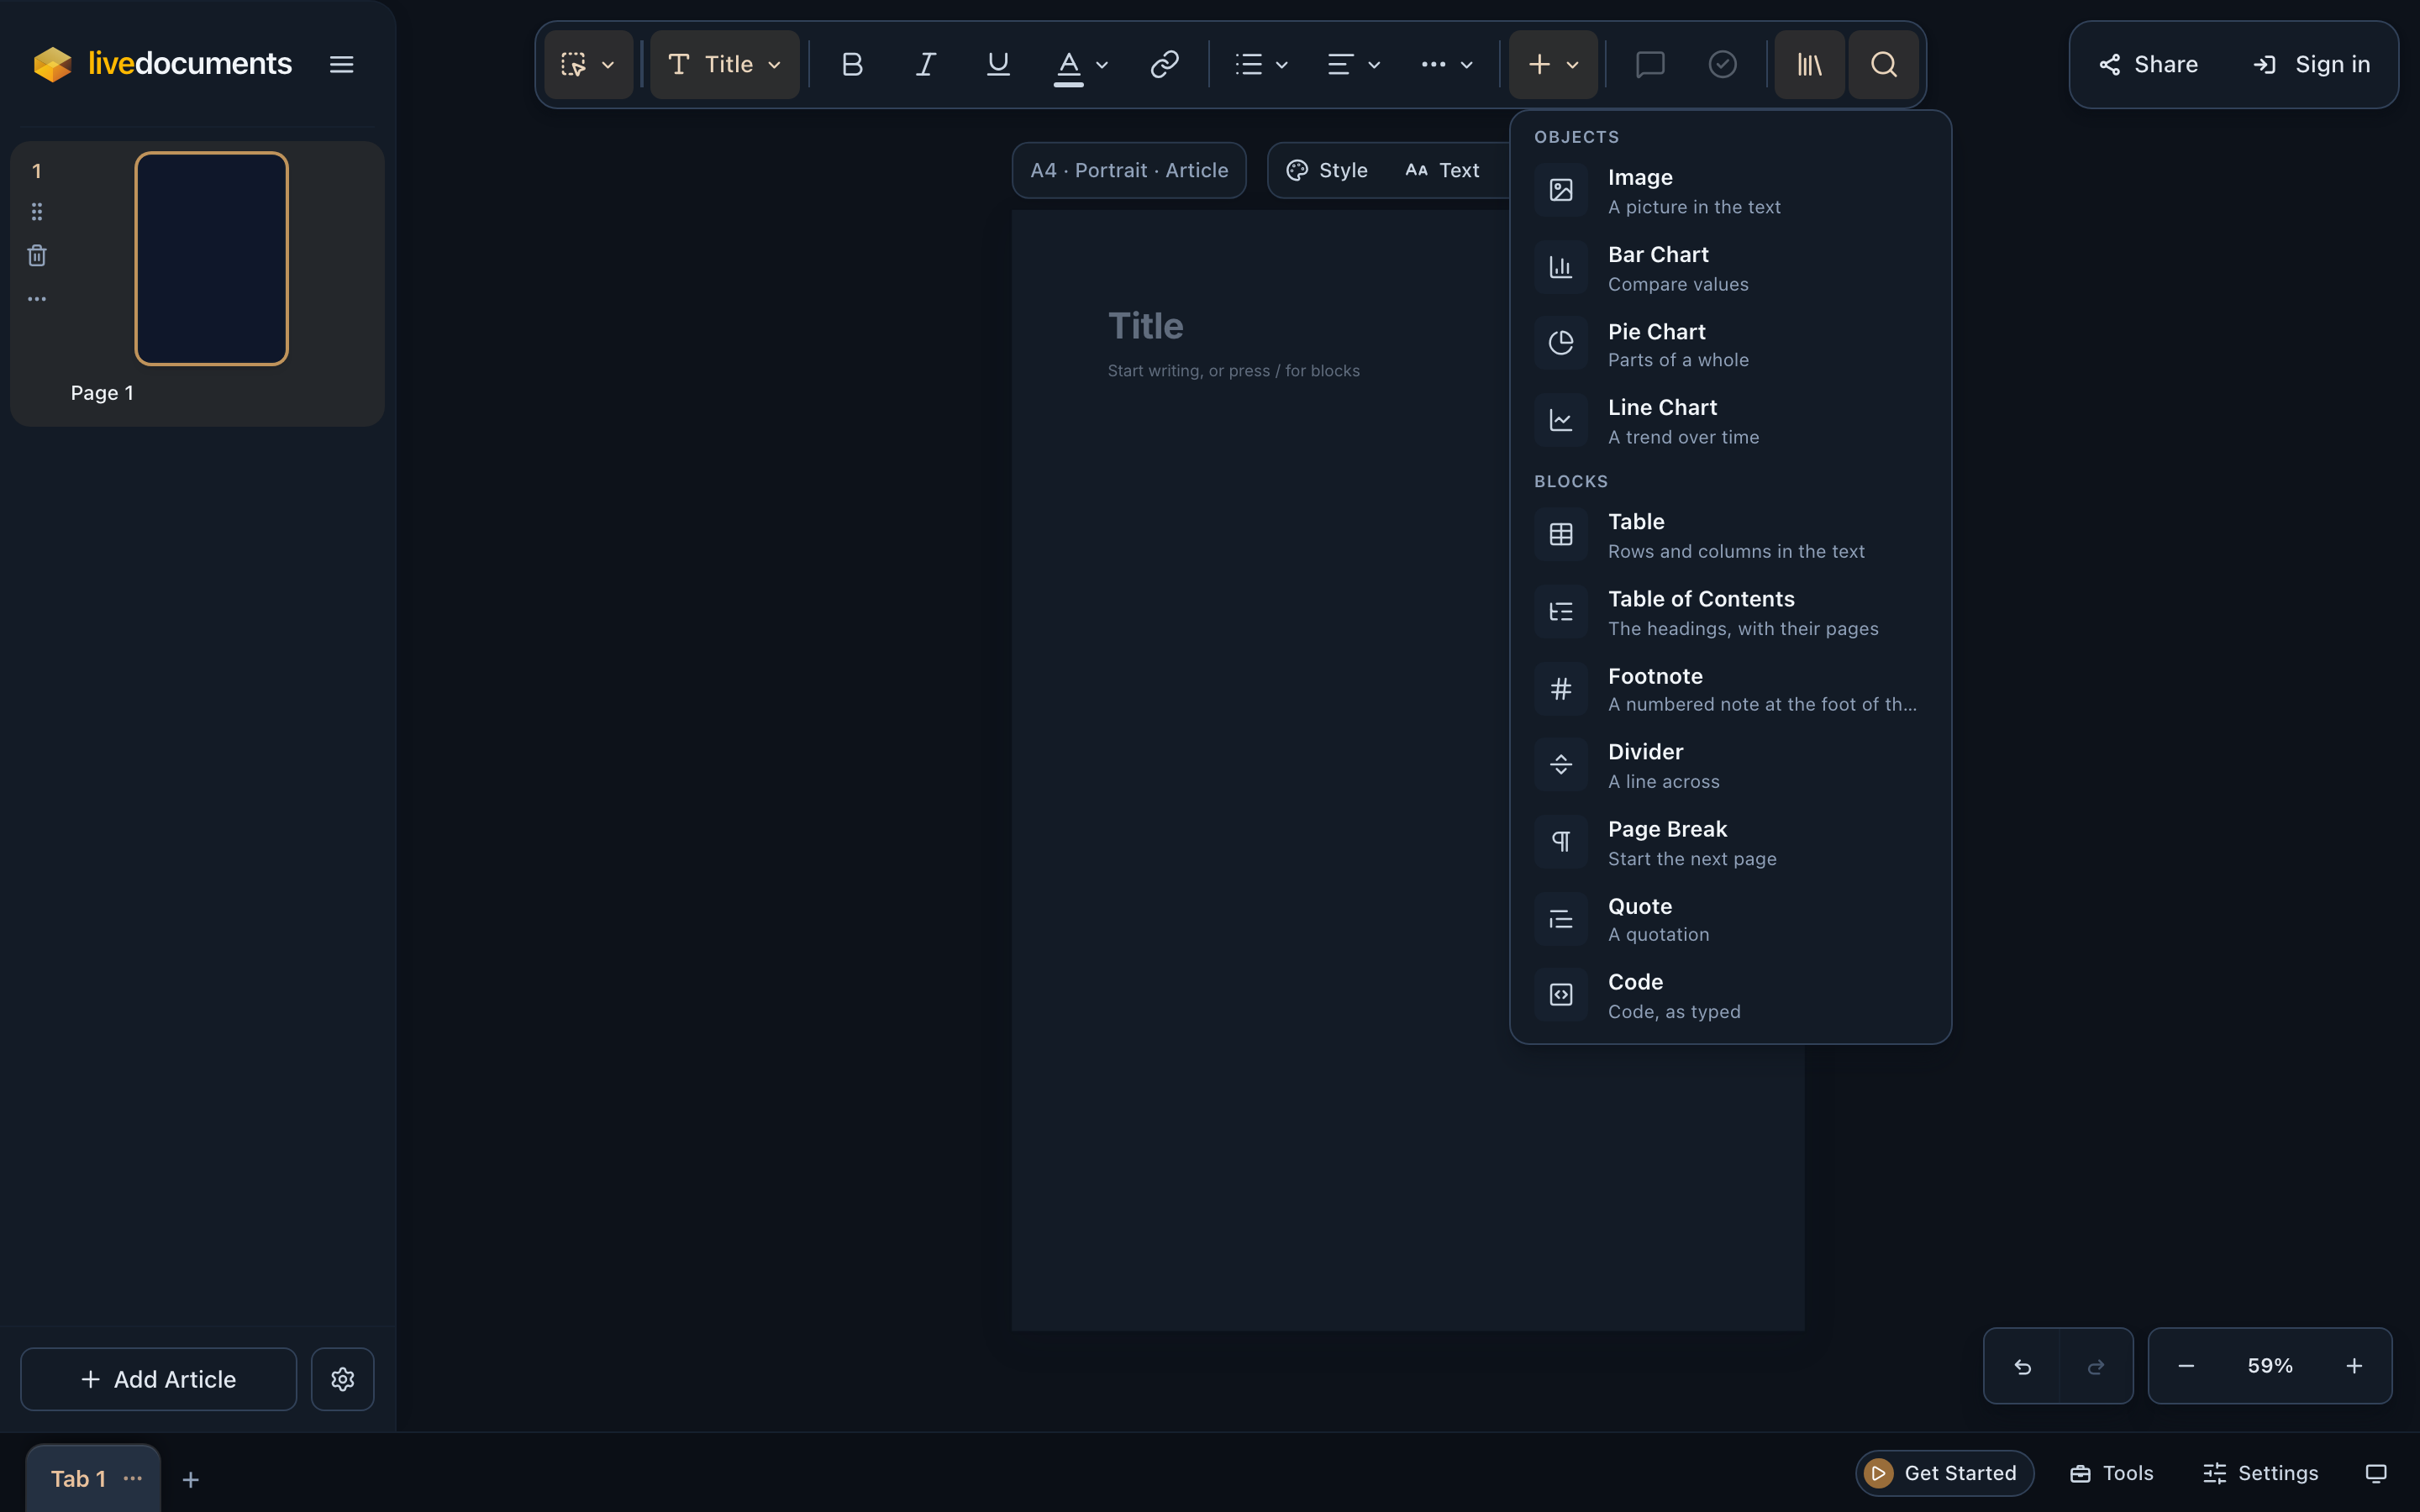 livedocuments
Title
Share
Sign in
1
Page 1
A4 · Portrait · Article
Style
Text
Title
Start writing, or press / for blocks
OBJECTS
Image
A picture in the text
Bar Chart
Compare values
Pie Chart
Parts of a whole
Line Chart
A trend over time
BLOCKS
Table
Rows and columns in the text
Table of Contents
The headings, with their pages
Footnote
A numbered note at the foot of th...
Divider
A line across
Page Break
Start the next page
Quote
A quotation
Code
Code, as typed
Add Article
59%
Tab 1
Get Started
Tools
Settings